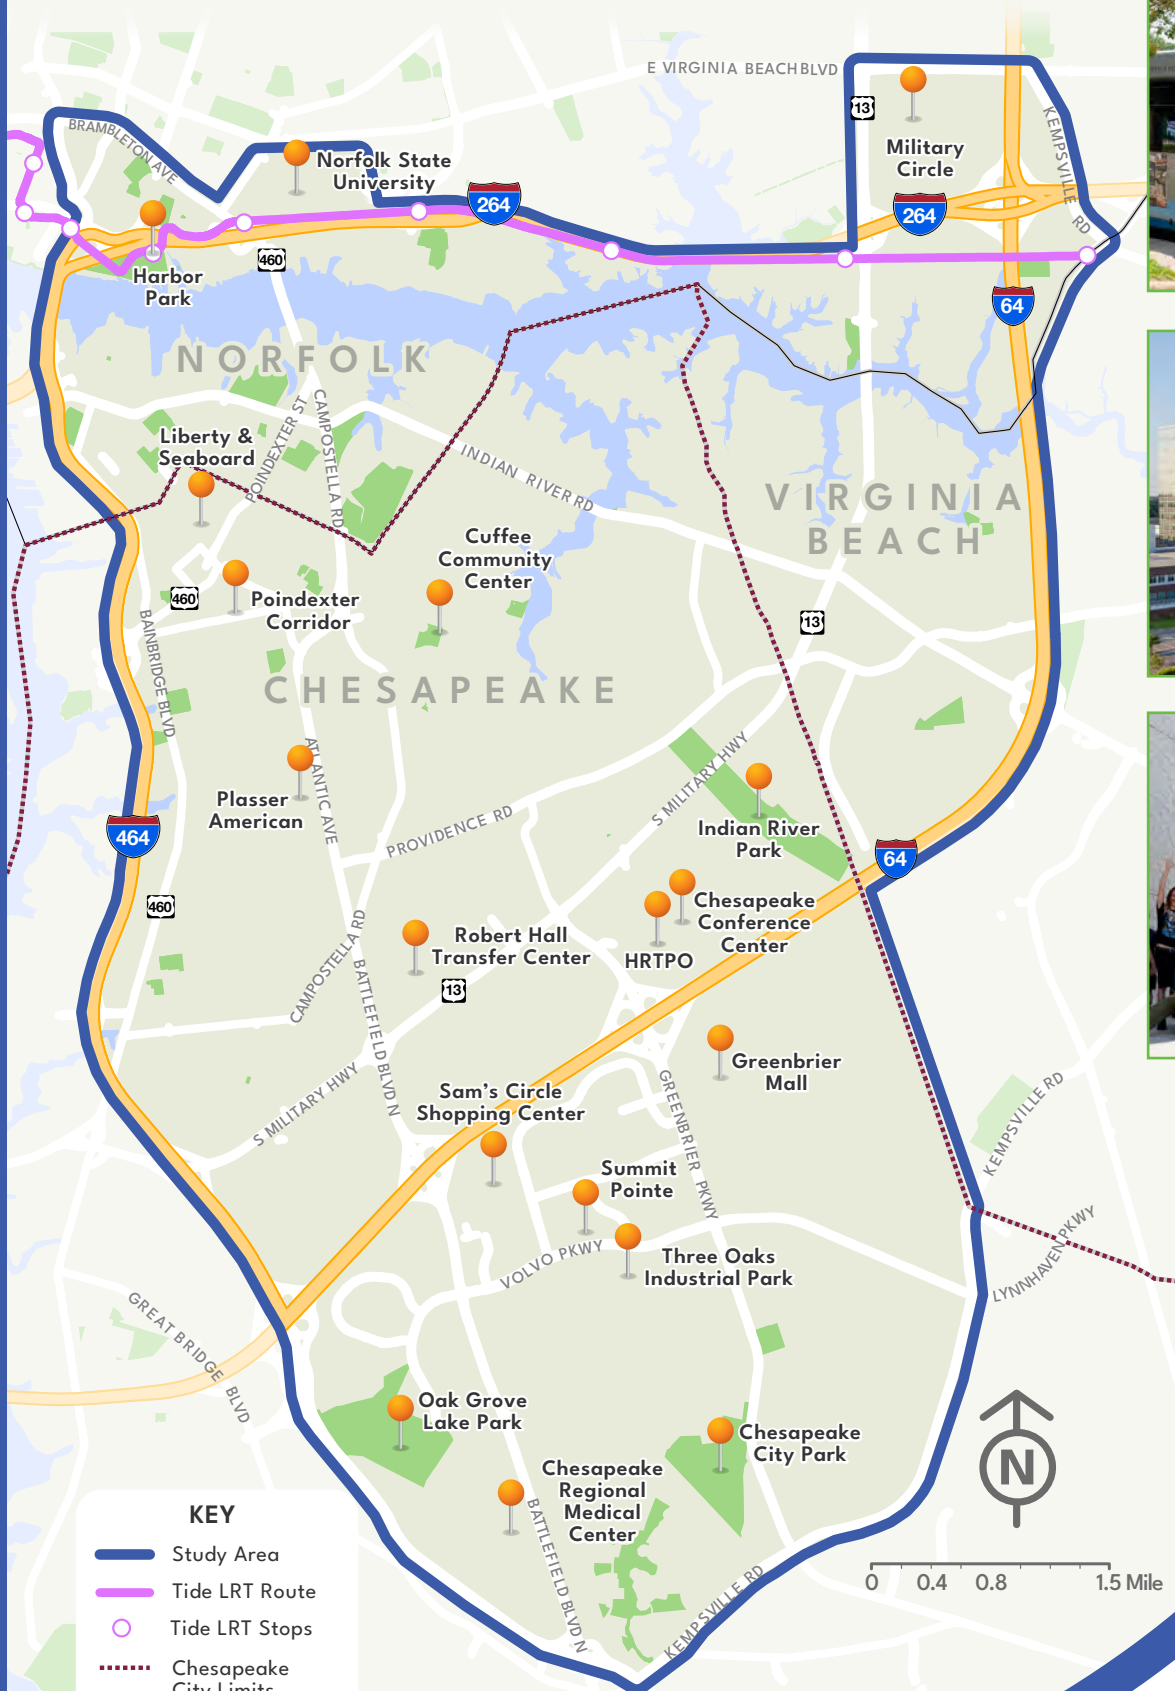 E VIRGINIA BEACH BLVD
13
Military
Circle
KEMPSVILLE RD
BRAMBLETON AVE
Norfolk State
University
264
264
460
Harbor
Park
64
NORFOLK
Liberty &
Seaboard
POINDEXTER ST
CAMPOSTELLA RD
INDIAN RIVER RD
VIRGINIA
BEACH
Cuffee
Community
Center
460
Poindexter
Corridor
13
BAINBRIDGE BLVD
CHESAPEAKE
ATLANTIC AVE
S MILITARY HWY
Plasser
American
464
PROVIDENCE RD
Indian River
Park
64
460
Chesapeake
Conference
Center
CAMPOSTELLA RD
Robert Hall
Transfer Center
HRTPO
13
BATTLEFIELD BLVD N
Greenbrier
Mall
S MILITARY HWY
Sam's Circle
Shopping Center
GREENBRIER PKWY
KEMPSVILLE RD
Summit
Pointe
VOLVO PKWY
Three Oaks
Industrial Park
LYNNHAVEN PKWY
GREAT BRIDGE BLVD
Oak Grove
Lake Park
Chesapeake
City Park
N
Chesapeake
Regional
Medical
Center
BATTLEFIELD BLVD N
KEMPSVILLE RD
0 0.4 0.8 1.5 Mile
KEY
Study Area
Tide LRT Route
Tide LRT Stops
Chesapeake
City Limits